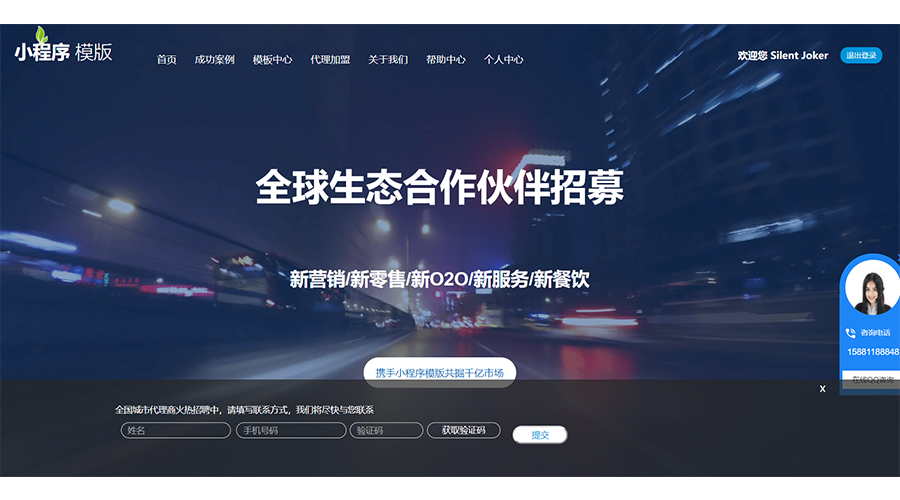 小程序 模版
首页 成功案例 模板中心 代理加盟 关于我们 帮助中心 个人中心
欢迎您 Silent Joker
退出登录
全球生态合作伙伴招募
新营销/新零售/新O2O/新服务/新餐饮
携手小程序模版共掘千亿市场
咨询电话
15881188848
在线QQ咨询
X
全国城市代理商火热招聘中，请填写联系方式，我们将尽快与您联系
姓名 手机号码 验证码 获取验证码 提交